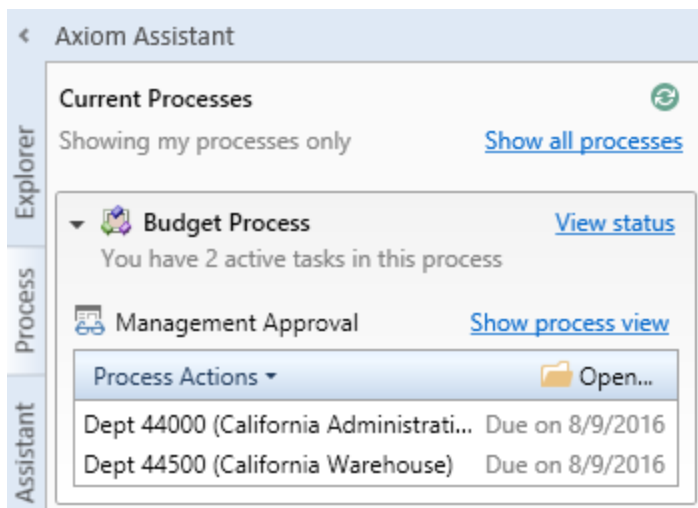 Axiom Assistant
Current Processes
Showing my processes only Show all processes
Budget Process View status
You have 2 active tasks in this process
Management Approval Show process view
Process Actions Open...
Dept 44000 (California Administrati... Due on 8/9/2016
Dept 44500 (California Warehouse) Due on 8/9/2016
Explorer
Process
Assistant